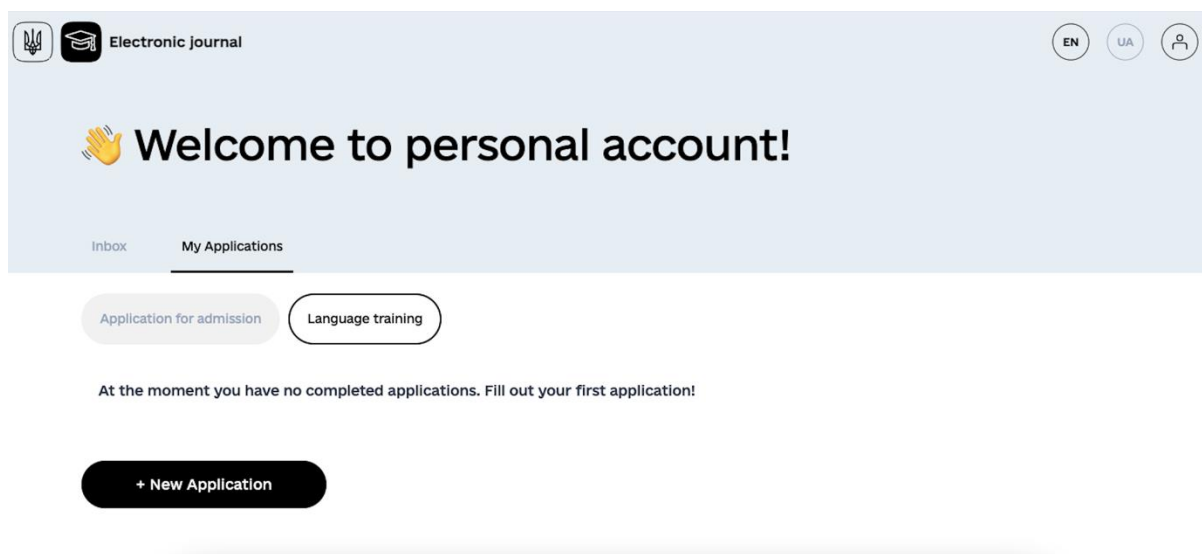 Electronic journal
EN
UA
👋 Welcome to personal account!
Inbox
My Applications
Application for admission
Language training
At the moment you have no completed applications. Fill out your first application!
+ New Application